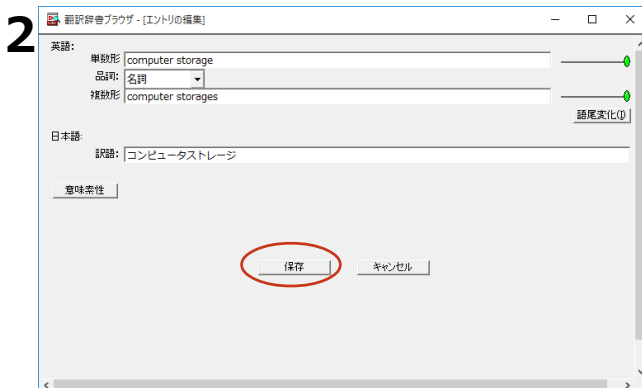 2
翻訳辞書ブラウザ - [エントリの編集]
英語:
単数形 computer storage
品詞: 名詞
複数形 computer storages
語尾変化(I)
日本語:
訳語: コンピュータストレージ
意味素性
保存 キャンセル